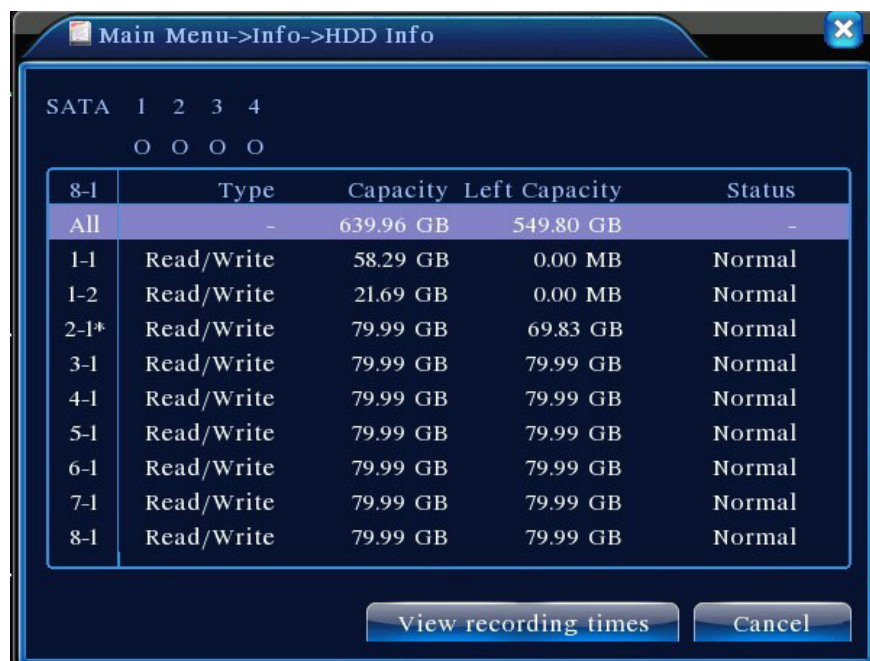 Main Menu->Info->HDD Info
SATA 1 2 3 4
O O O O
8-1 Type Capacity Left Capacity Status
All - 639.96 GB 549.80 GB -
1-1 Read/Write 58.29 GB 0.00 MB Normal
1-2 Read/Write 21.69 GB 0.00 MB Normal
2-1* Read/Write 79.99 GB 69.83 GB Normal
3-1 Read/Write 79.99 GB 79.99 GB Normal
4-1 Read/Write 79.99 GB 79.99 GB Normal
5-1 Read/Write 79.99 GB 79.99 GB Normal
6-1 Read/Write 79.99 GB 79.99 GB Normal
7-1 Read/Write 79.99 GB 79.99 GB Normal
8-1 Read/Write 79.99 GB 79.99 GB Normal
View recording times Cancel